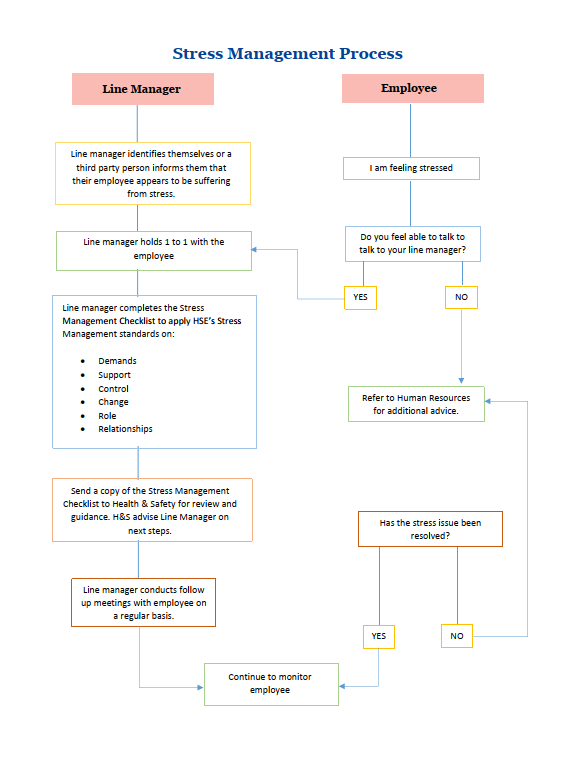 Stress Management Process
Line Manager
Line manager identifies themselves or a
third party person informs them that
their employee appears to be suffering
from stress.
Line manager holds 1 to 1 with the
employee
Line manager completes the Stress
Management Checklist to apply HSE's Stress
Management standards on:
• Demands
• Support
• Control
• Change
• Role
• Relationships
Send a copy of the Stress Management
Checklist to Health & Safety for review and
guidance. H&S advise Line Manager on
next steps.
Line manager conducts follow
up meetings with employee on
a regular basis.
Employee
I am feeling stressed
Do you feel able to talk to
talk to your line manager?
YES
NO
Refer to Human Resources
for additional advice.
Has the stress issue been
resolved?
YES
NO
Continue to monitor
employee